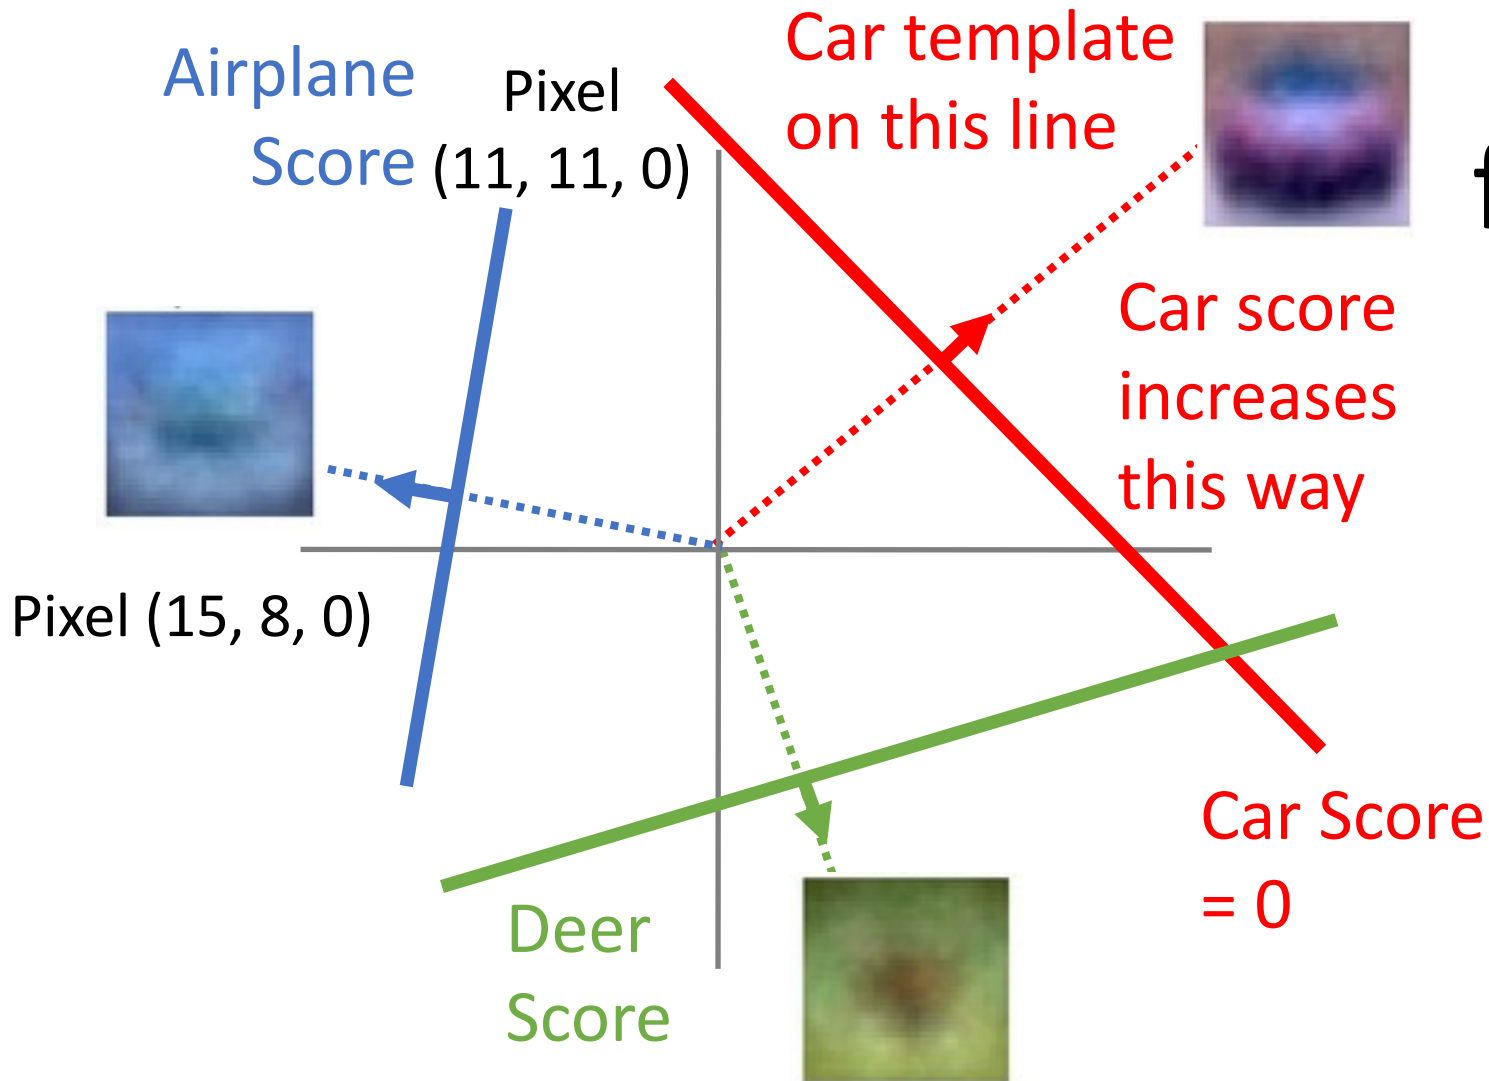 Airplane
Score
Pixel
(11, 11, 0)
Car template
on this line
Car score
increases
this way
Pixel (15, 8, 0)
Car Score
= 0
Deer
Score